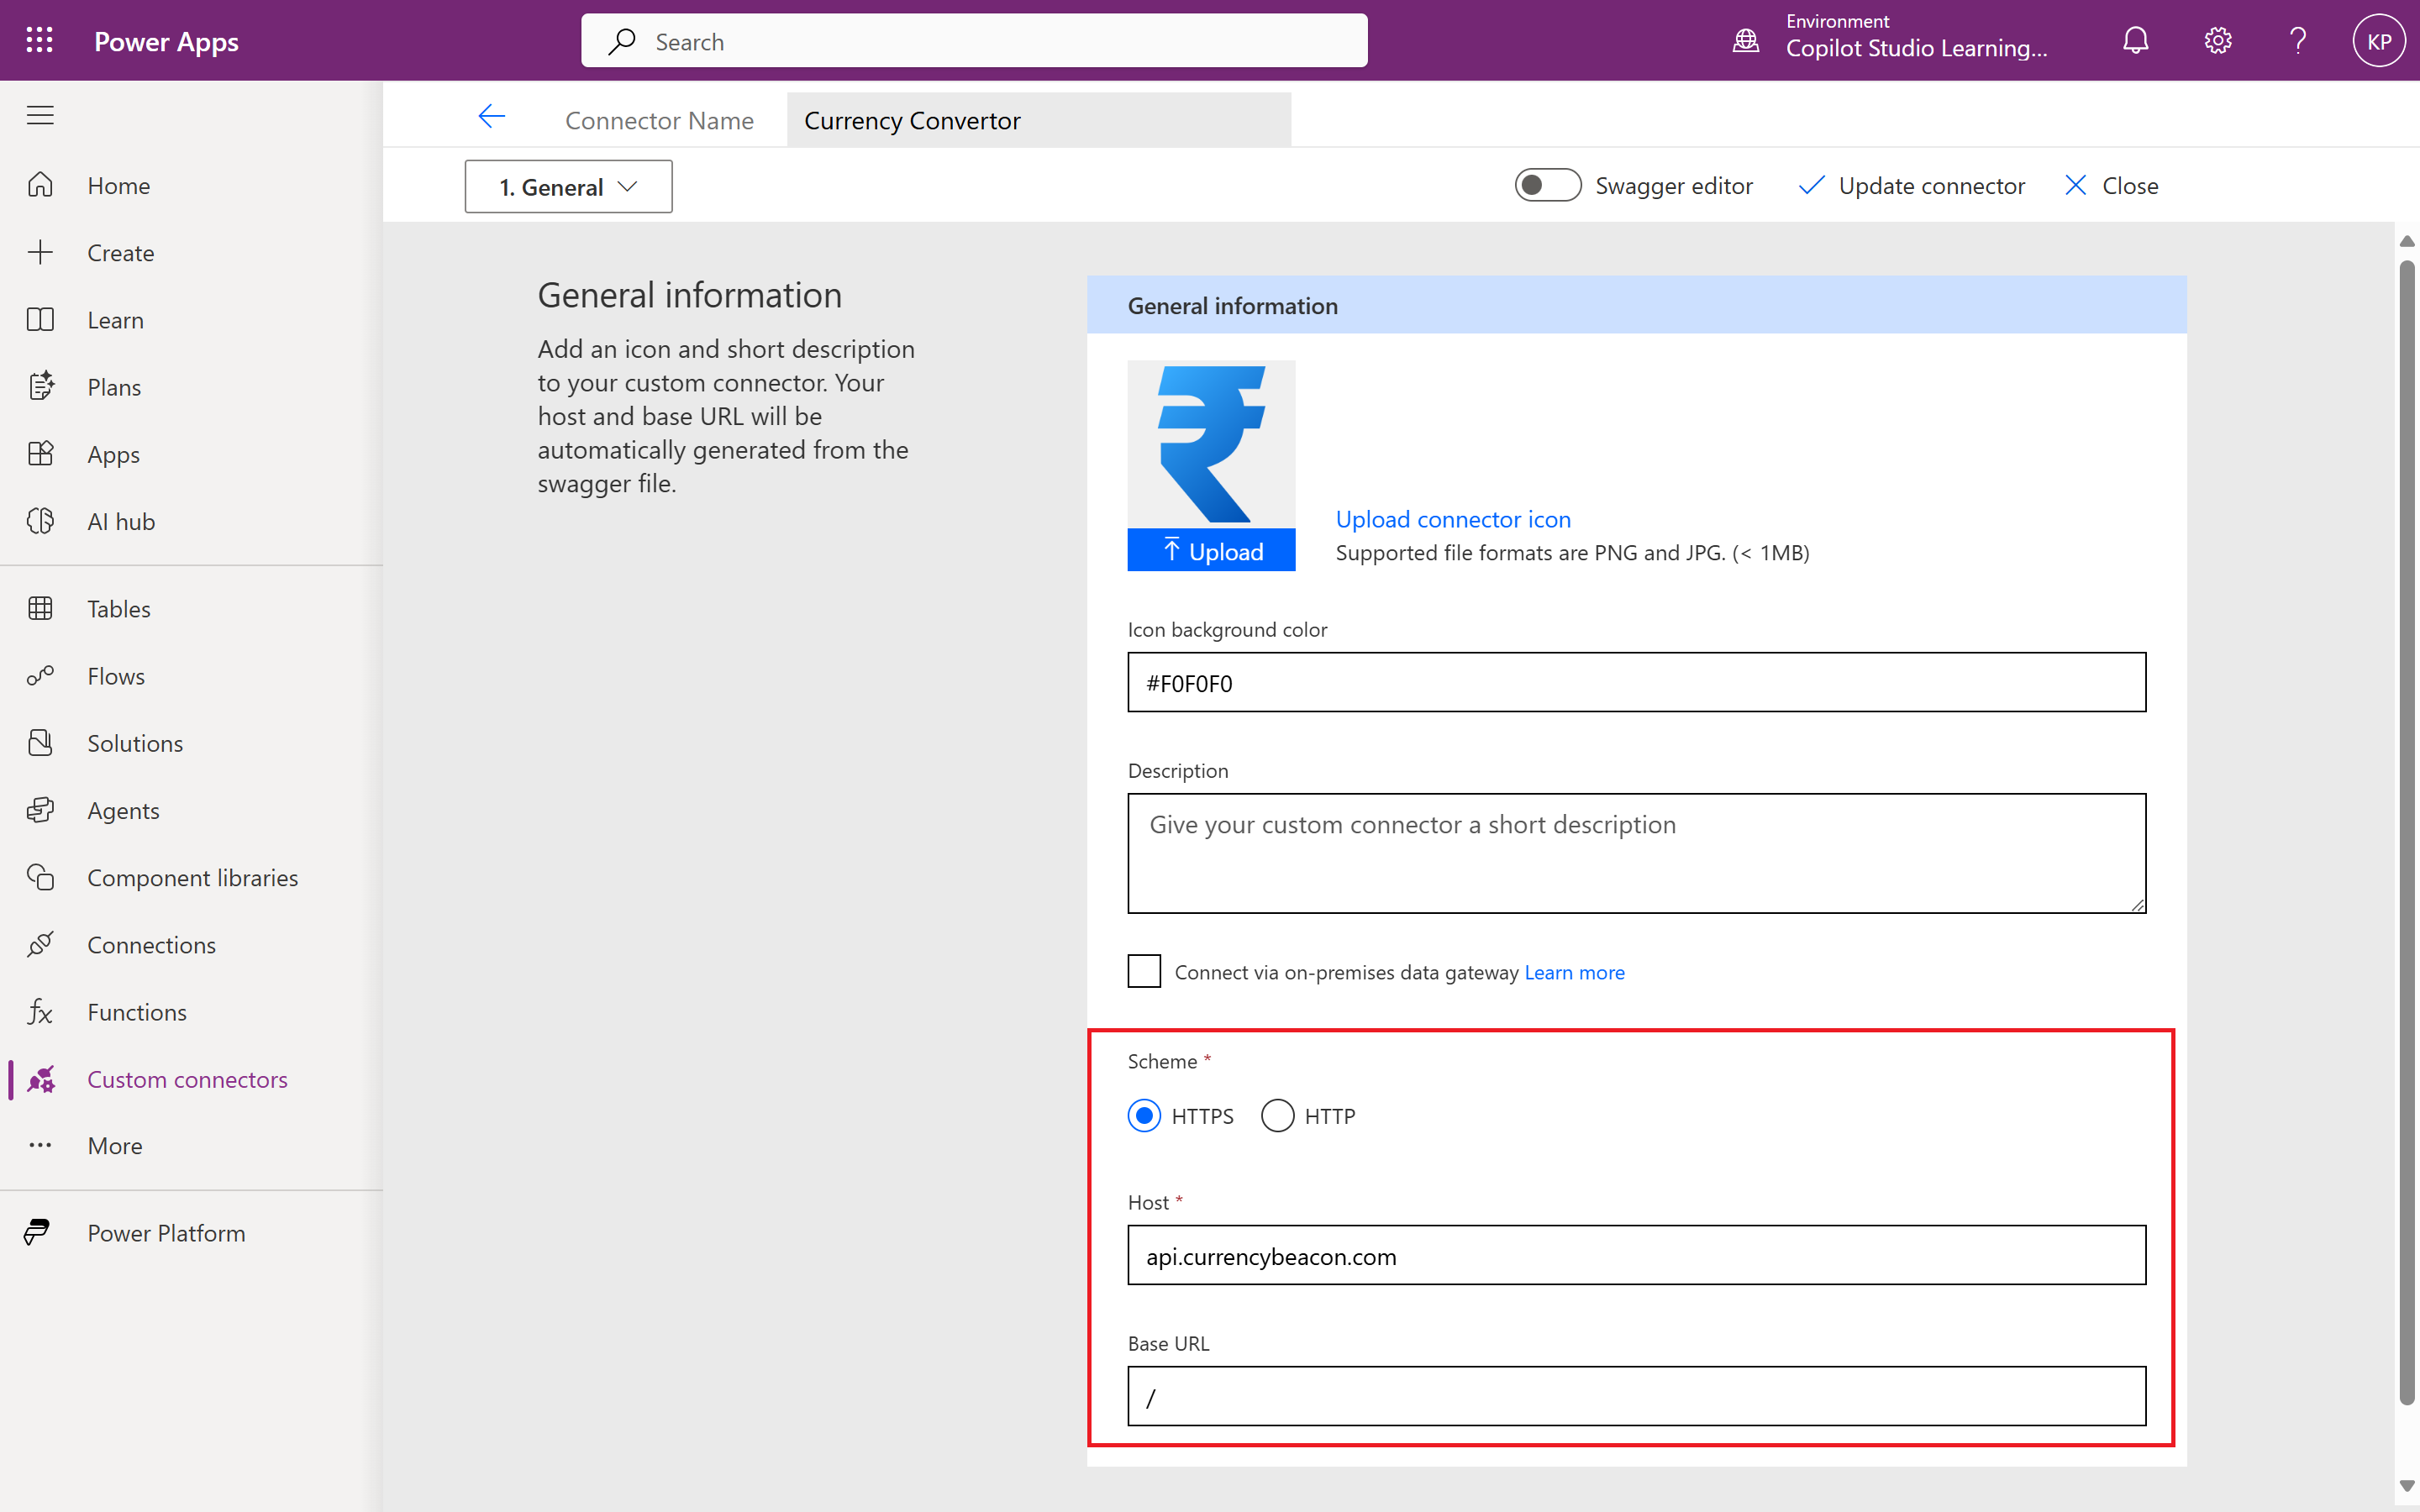 Power Apps
Search
Environment
Copilot Studio Learning...
KP
Connector Name
Currency Convertor
1. General
Swagger editor
Update connector
Close
Home
Create
Learn
Plans
Apps
AI hub
Tables
Flows
Solutions
Agents
Component libraries
Connections
Functions
Custom connectors
More
Power Platform
General information
Add an icon and short description
to your custom connector. Your
host and base URL will be
automatically generated from the
swagger file.
General information
₹
Upload
Upload connector icon
Supported file formats are PNG and JPG. (< 1MB)
Icon background color
#F0F0F0
Description
Give your custom connector a short description
Connect via on-premises data gateway Learn more
Scheme *
HTTPS HTTP
Host *
api.currencybeacon.com
Base URL
/